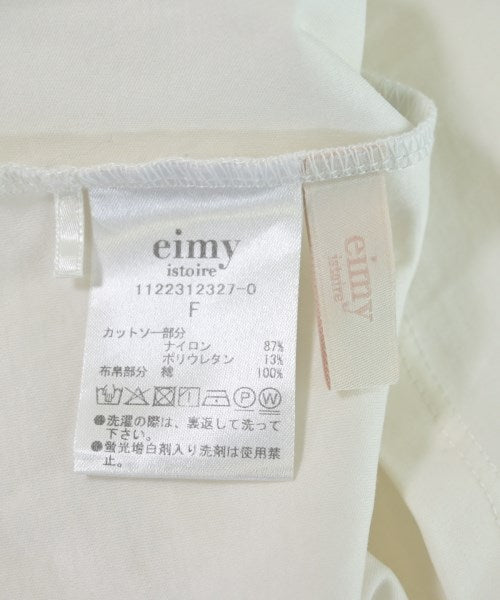 eimy
istoire
1122312327-0
F
カットソー部分
ナイロン 87%
ポリウレタン 13%
布帛部分 綿 100%
P W
●洗濯の際は、裏返して洗って
下さい。
●蛍光増白剤入り洗剤は使用禁
止。
eimy
istoire